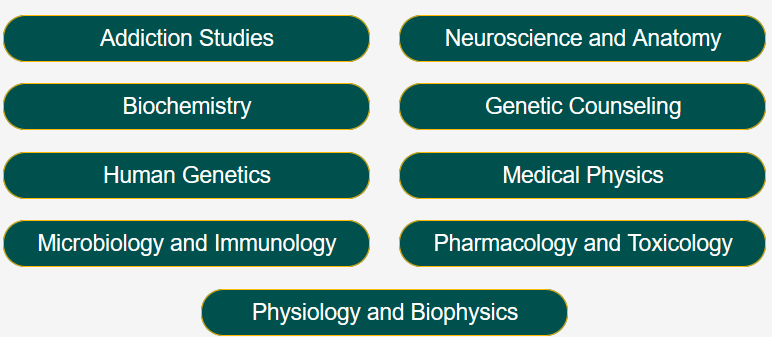 Addiction Studies
Neuroscience and Anatomy
Biochemistry
Genetic Counseling
Human Genetics
Medical Physics
Microbiology and Immunology
Pharmacology and Toxicology
Physiology and Biophysics